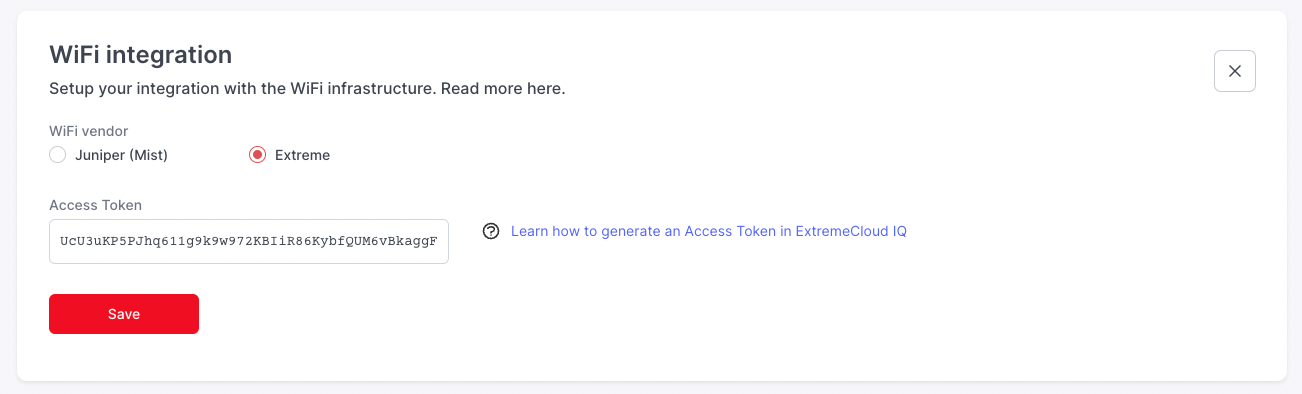 WiFi integration
Setup your integration with the WiFi infrastructure. Read more here.
WiFi vendor
Juniper (Mist)
Extreme
Access Token
UcU3uKP5PJhq611g9k9w972KBIiR86KybfQUM6vBkaggF
Learn how to generate an Access Token in ExtremeCloud IQ
Save